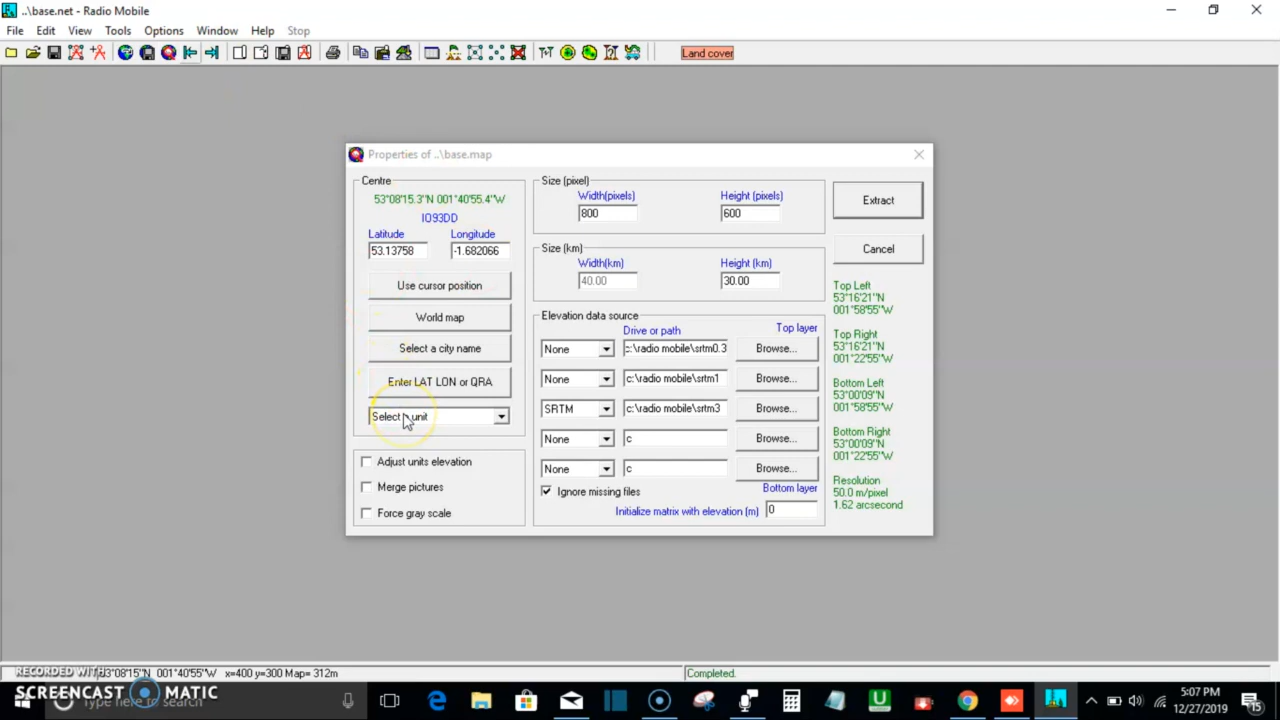 ..\base.net - Radio Mobile
File Edit View Tools Options Window Help Stop
Land cover
Properties of ..\base.map
Centre
53°08'15.3''N 001°40'55.4''W
IO93DD
Latitude Longitude
53.13758 -1.682066
Use cursor position
World map
Select a city name
Enter LAT LON or QRA
Select unit
Adjust units elevation
Merge pictures
Force gray scale
Size (pixel)
Width(pixels) Height (pixels)
800 600
Size (km)
Width(km) Height (km)
40.00 30.00
Elevation data source
Drive or path Top layer
None c:\radio mobile\srtm0.3 Browse...
None c:\radio mobile\srtm1 Browse...
SRTM c:\radio mobile\srtm3 Browse...
None c Browse...
None c Browse...
Ignore missing files Bottom layer
Initialize matrix with elevation (m) 0
Extract
Cancel
Top Left
53°16'21''N
001°58'55''W
Top Right
53°16'21''N
001°22'55''W
Bottom Left
53°00'09''N
001°58'55''W
Bottom Right
53°00'09''N
001°22'55''W
Resolution
50.0 m/pixel
1.62 arcsecond
53°08'15''N 001°40'55''W x=400 y=300 Map= 312m Completed.
RECORDED WITH
SCREENCAST MATIC
Type here to search
5:07 PM
12/27/2019
15